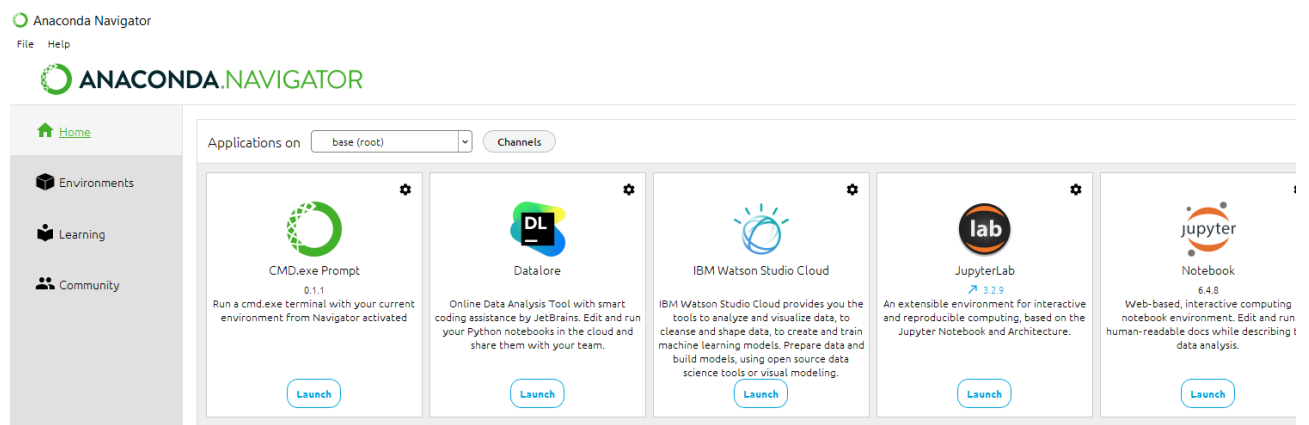 Anaconda Navigator
File Help
ANACONDA.NAVIGATOR
Home
Environments
Learning
Community
Applications on base (root) Channels
CMD.exe Prompt
0.1.1
Run a cmd.exe terminal with your current
environment from Navigator activated
Launch
DL
Datalore
Online Data Analysis Tool with smart
coding assistance by JetBrains. Edit and run
your Python notebooks in the cloud and
share them with your team.
Launch
IBM Watson Studio Cloud
IBM Watson Studio Cloud provides you the
tools to analyze and visualize data, to
cleanse and shape data, to create and train
machine learning models. Prepare data and
build models, using open source data
science tools or visual modeling.
Launch
lab
JupyterLab
3.2.9
An extensible environment for interactive
and reproducible computing, based on the
Jupyter Notebook and Architecture.
Launch
jupyter
Notebook
6.4.8
Web-based, interactive computing
notebook environment. Edit and run
human-readable docs while describing
data analysis.
Launch